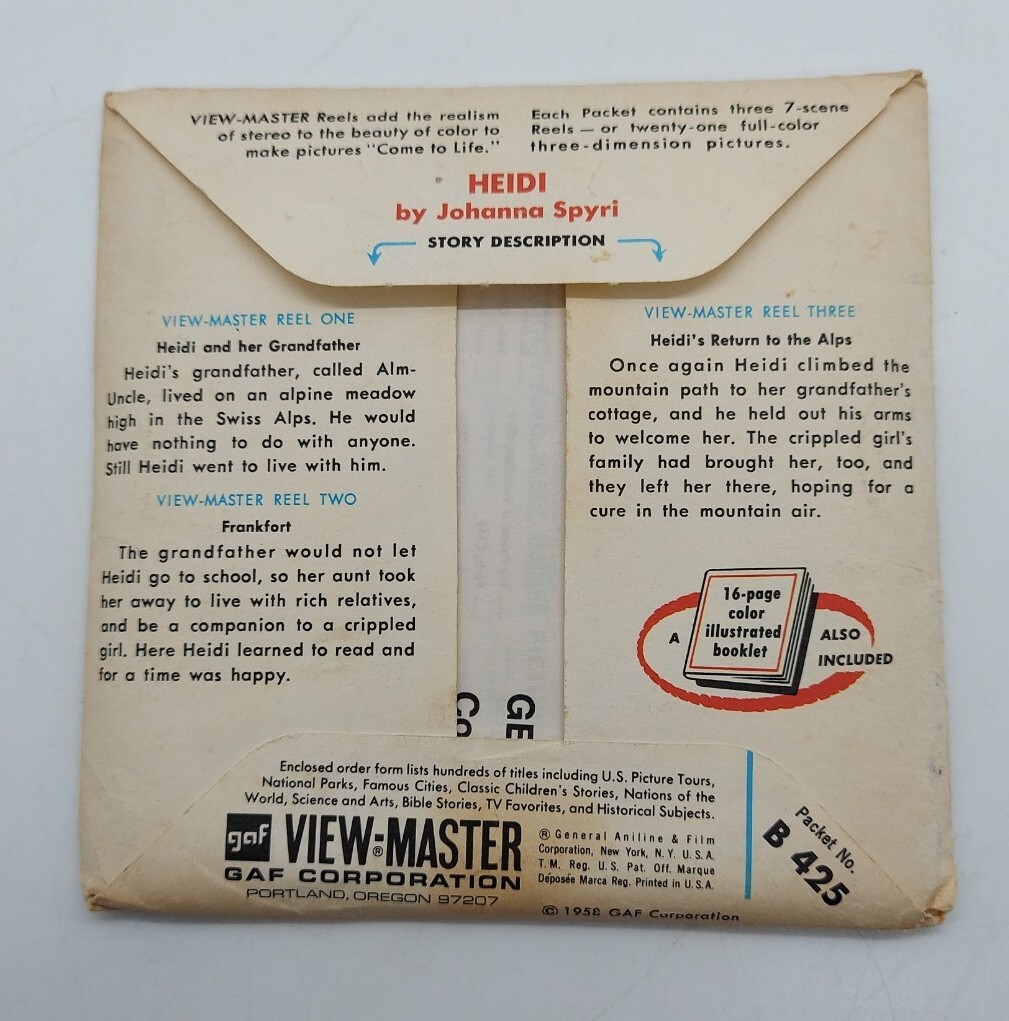 VIEW-MASTER Reels add the realism
of stereo to the beauty of color to
make pictures "Come to Life."
Each Packet contains three 7-scene
Reels — or twenty-one full-color
three-dimension pictures.
HEIDI
by Johanna Spyri
STORY DESCRIPTION
VIEW-MASTER REEL ONE
Heidi and her Grandfather
Heidi's grandfather, called Alm-
Uncle, lived on an alpine meadow
high in the Swiss Alps. He would
have nothing to do with anyone.
Still Heidi went to live with him.
VIEW-MASTER REEL TWO
Frankfort
The grandfather would not let
Heidi go to school, so her aunt took
her away to live with rich relatives,
and be a companion to a crippled
girl. Here Heidi learned to read and
for a time was happy.
VIEW-MASTER REEL THREE
Heidi's Return to the Alps
Once again Heidi climbed the
mountain path to her grandfather's
cottage, and he held out his arms
to welcome her. The crippled girl's
family had brought her, too, and
they left her there, hoping for a
cure in the mountain air.
A
16-page
color
illustrated
booklet
ALSO
INCLUDED
GE
CO
Enclosed order form lists hundreds of titles including U.S. Picture Tours,
National Parks, Famous Cities, Classic Children's Stories, Nations of the
World, Science and Arts, Bible Stories, TV Favorites, and Historical Subjects.
gaf VIEW-MASTER®
GAF CORPORATION
PORTLAND, OREGON 97207
® General Aniline & Film
Corporation, New York, N.Y. U.S.A.
T.M. Reg. U.S. Pat. Off. Marque
Déposée Marca Reg. Printed in U.S.A.
© 1958 GAF Corporation
Packet No.
B 425